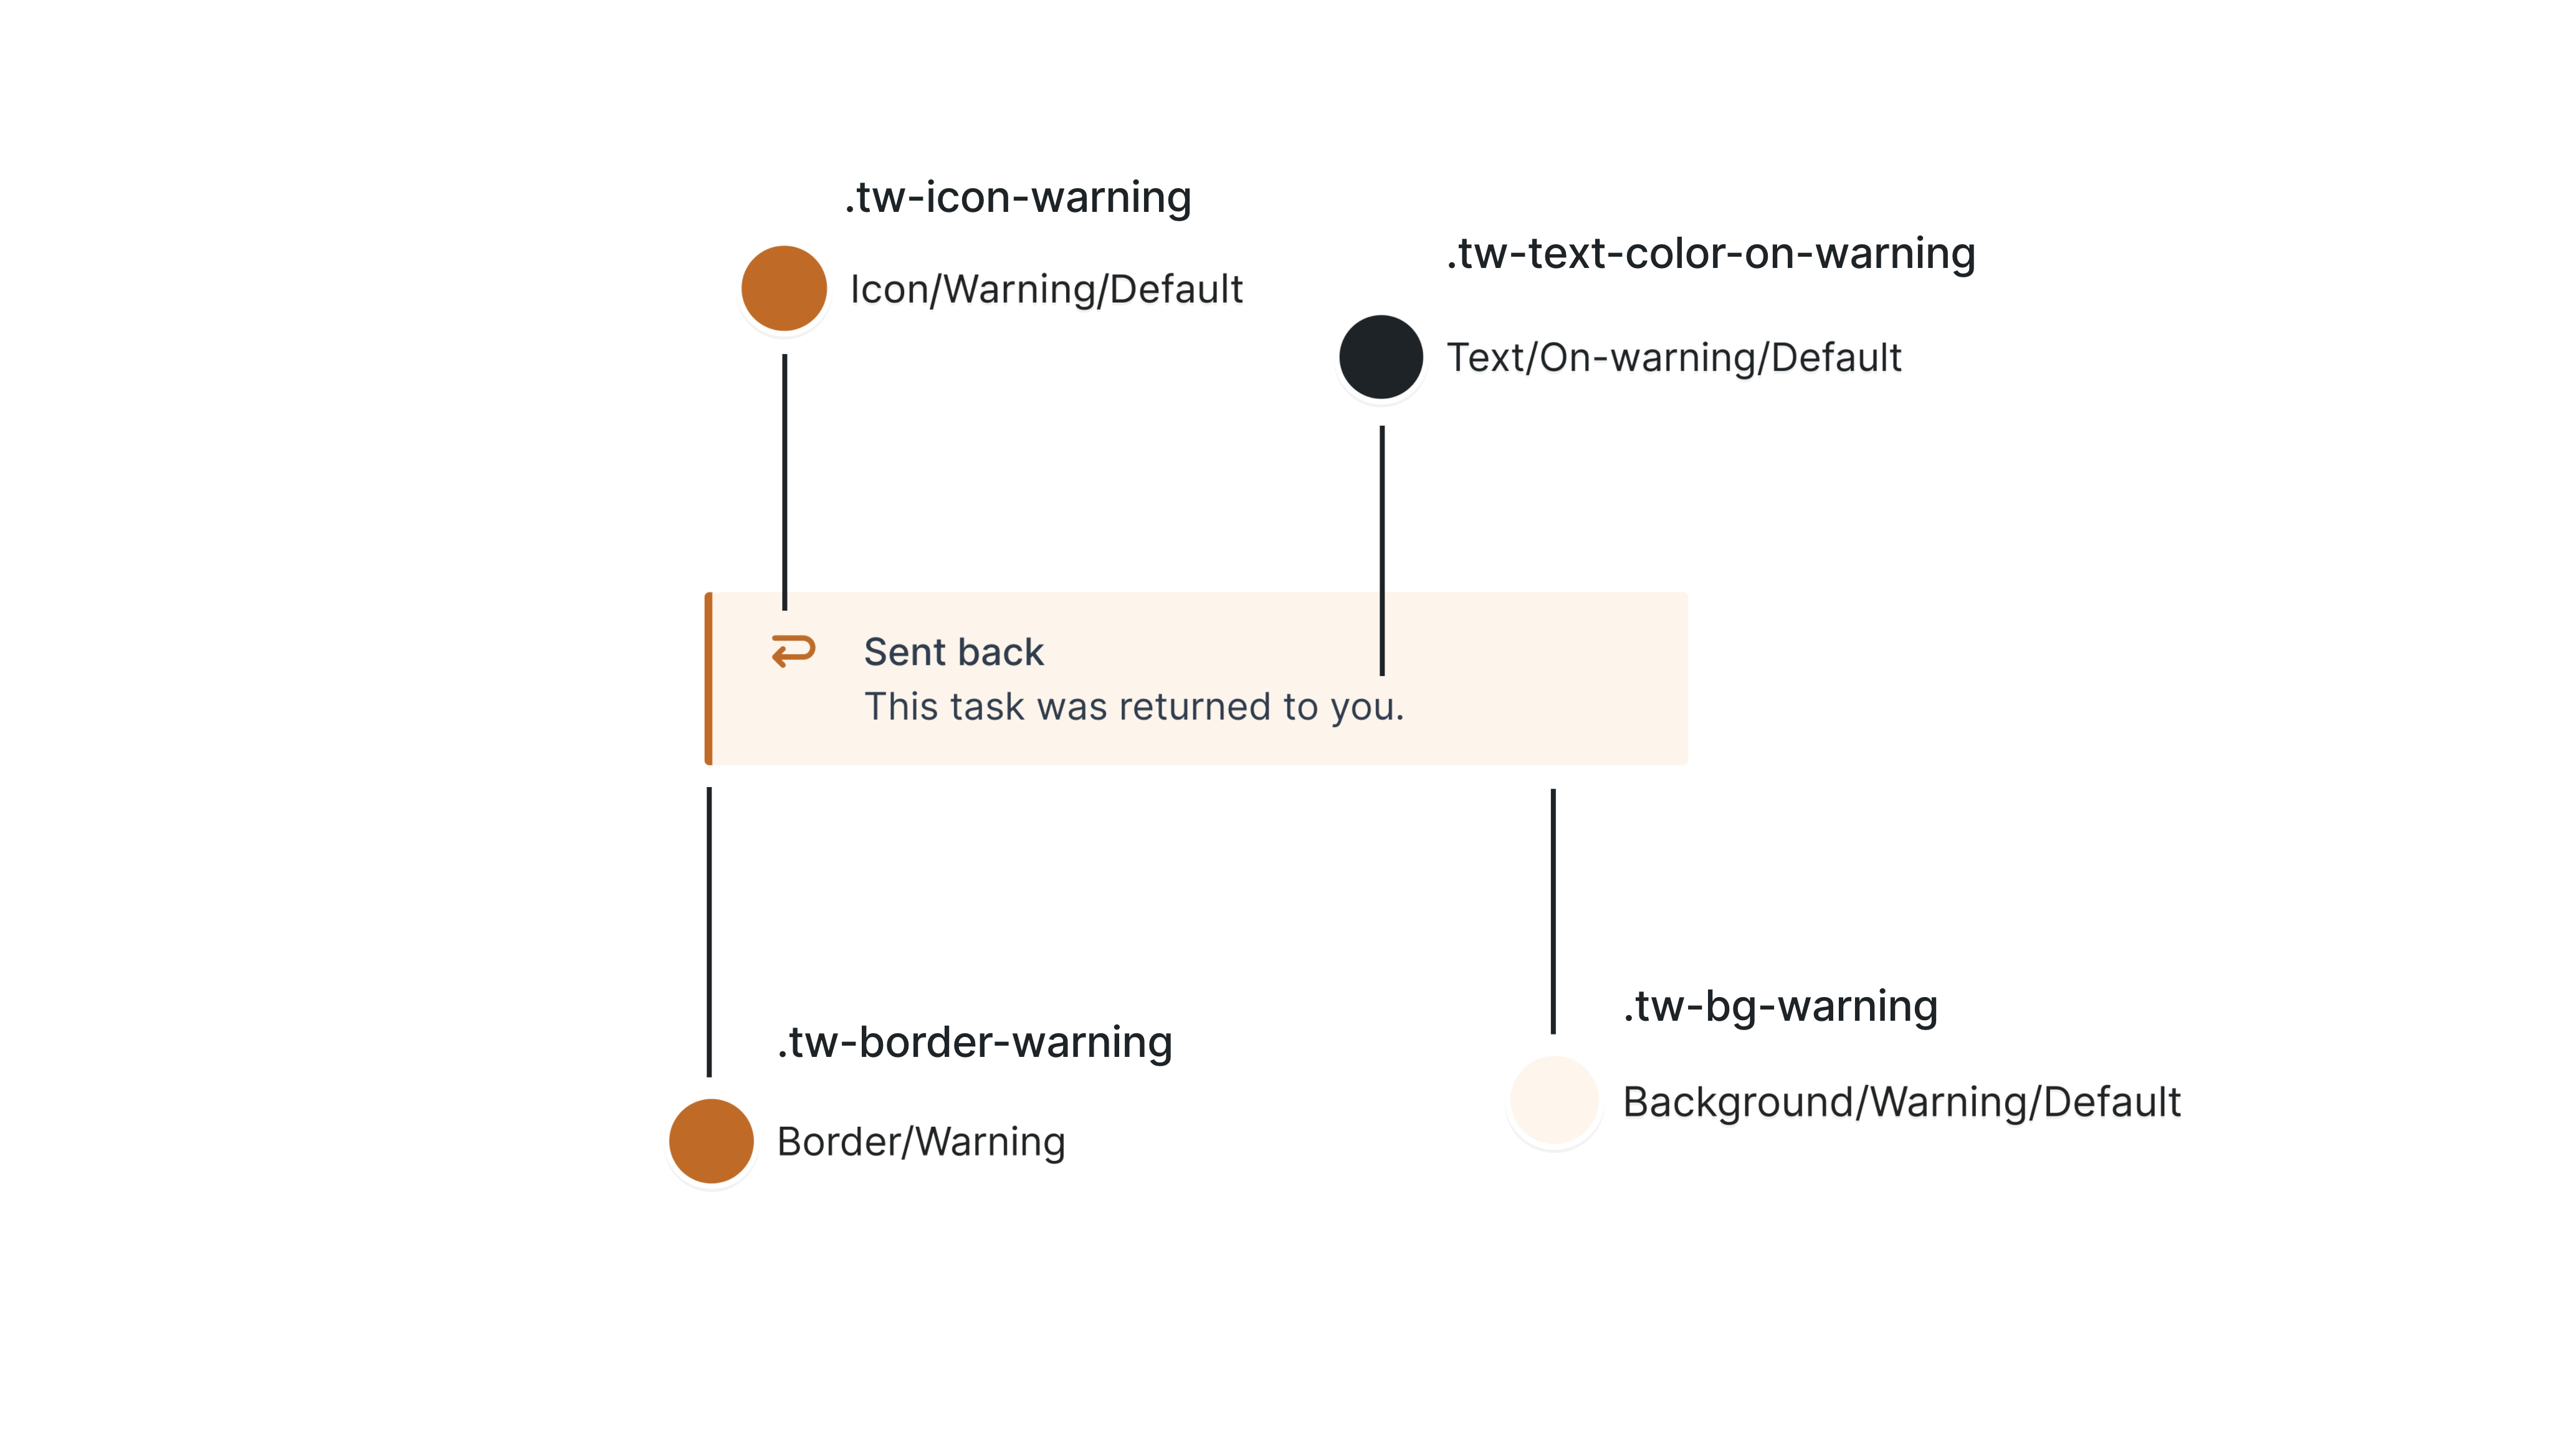 .tw-icon-warning
Icon/Warning/Default
.tw-text-color-on-warning
Text/On-warning/Default
Sent back
This task was returned to you.
.tw-border-warning
Border/Warning
.tw-bg-warning
Background/Warning/Default